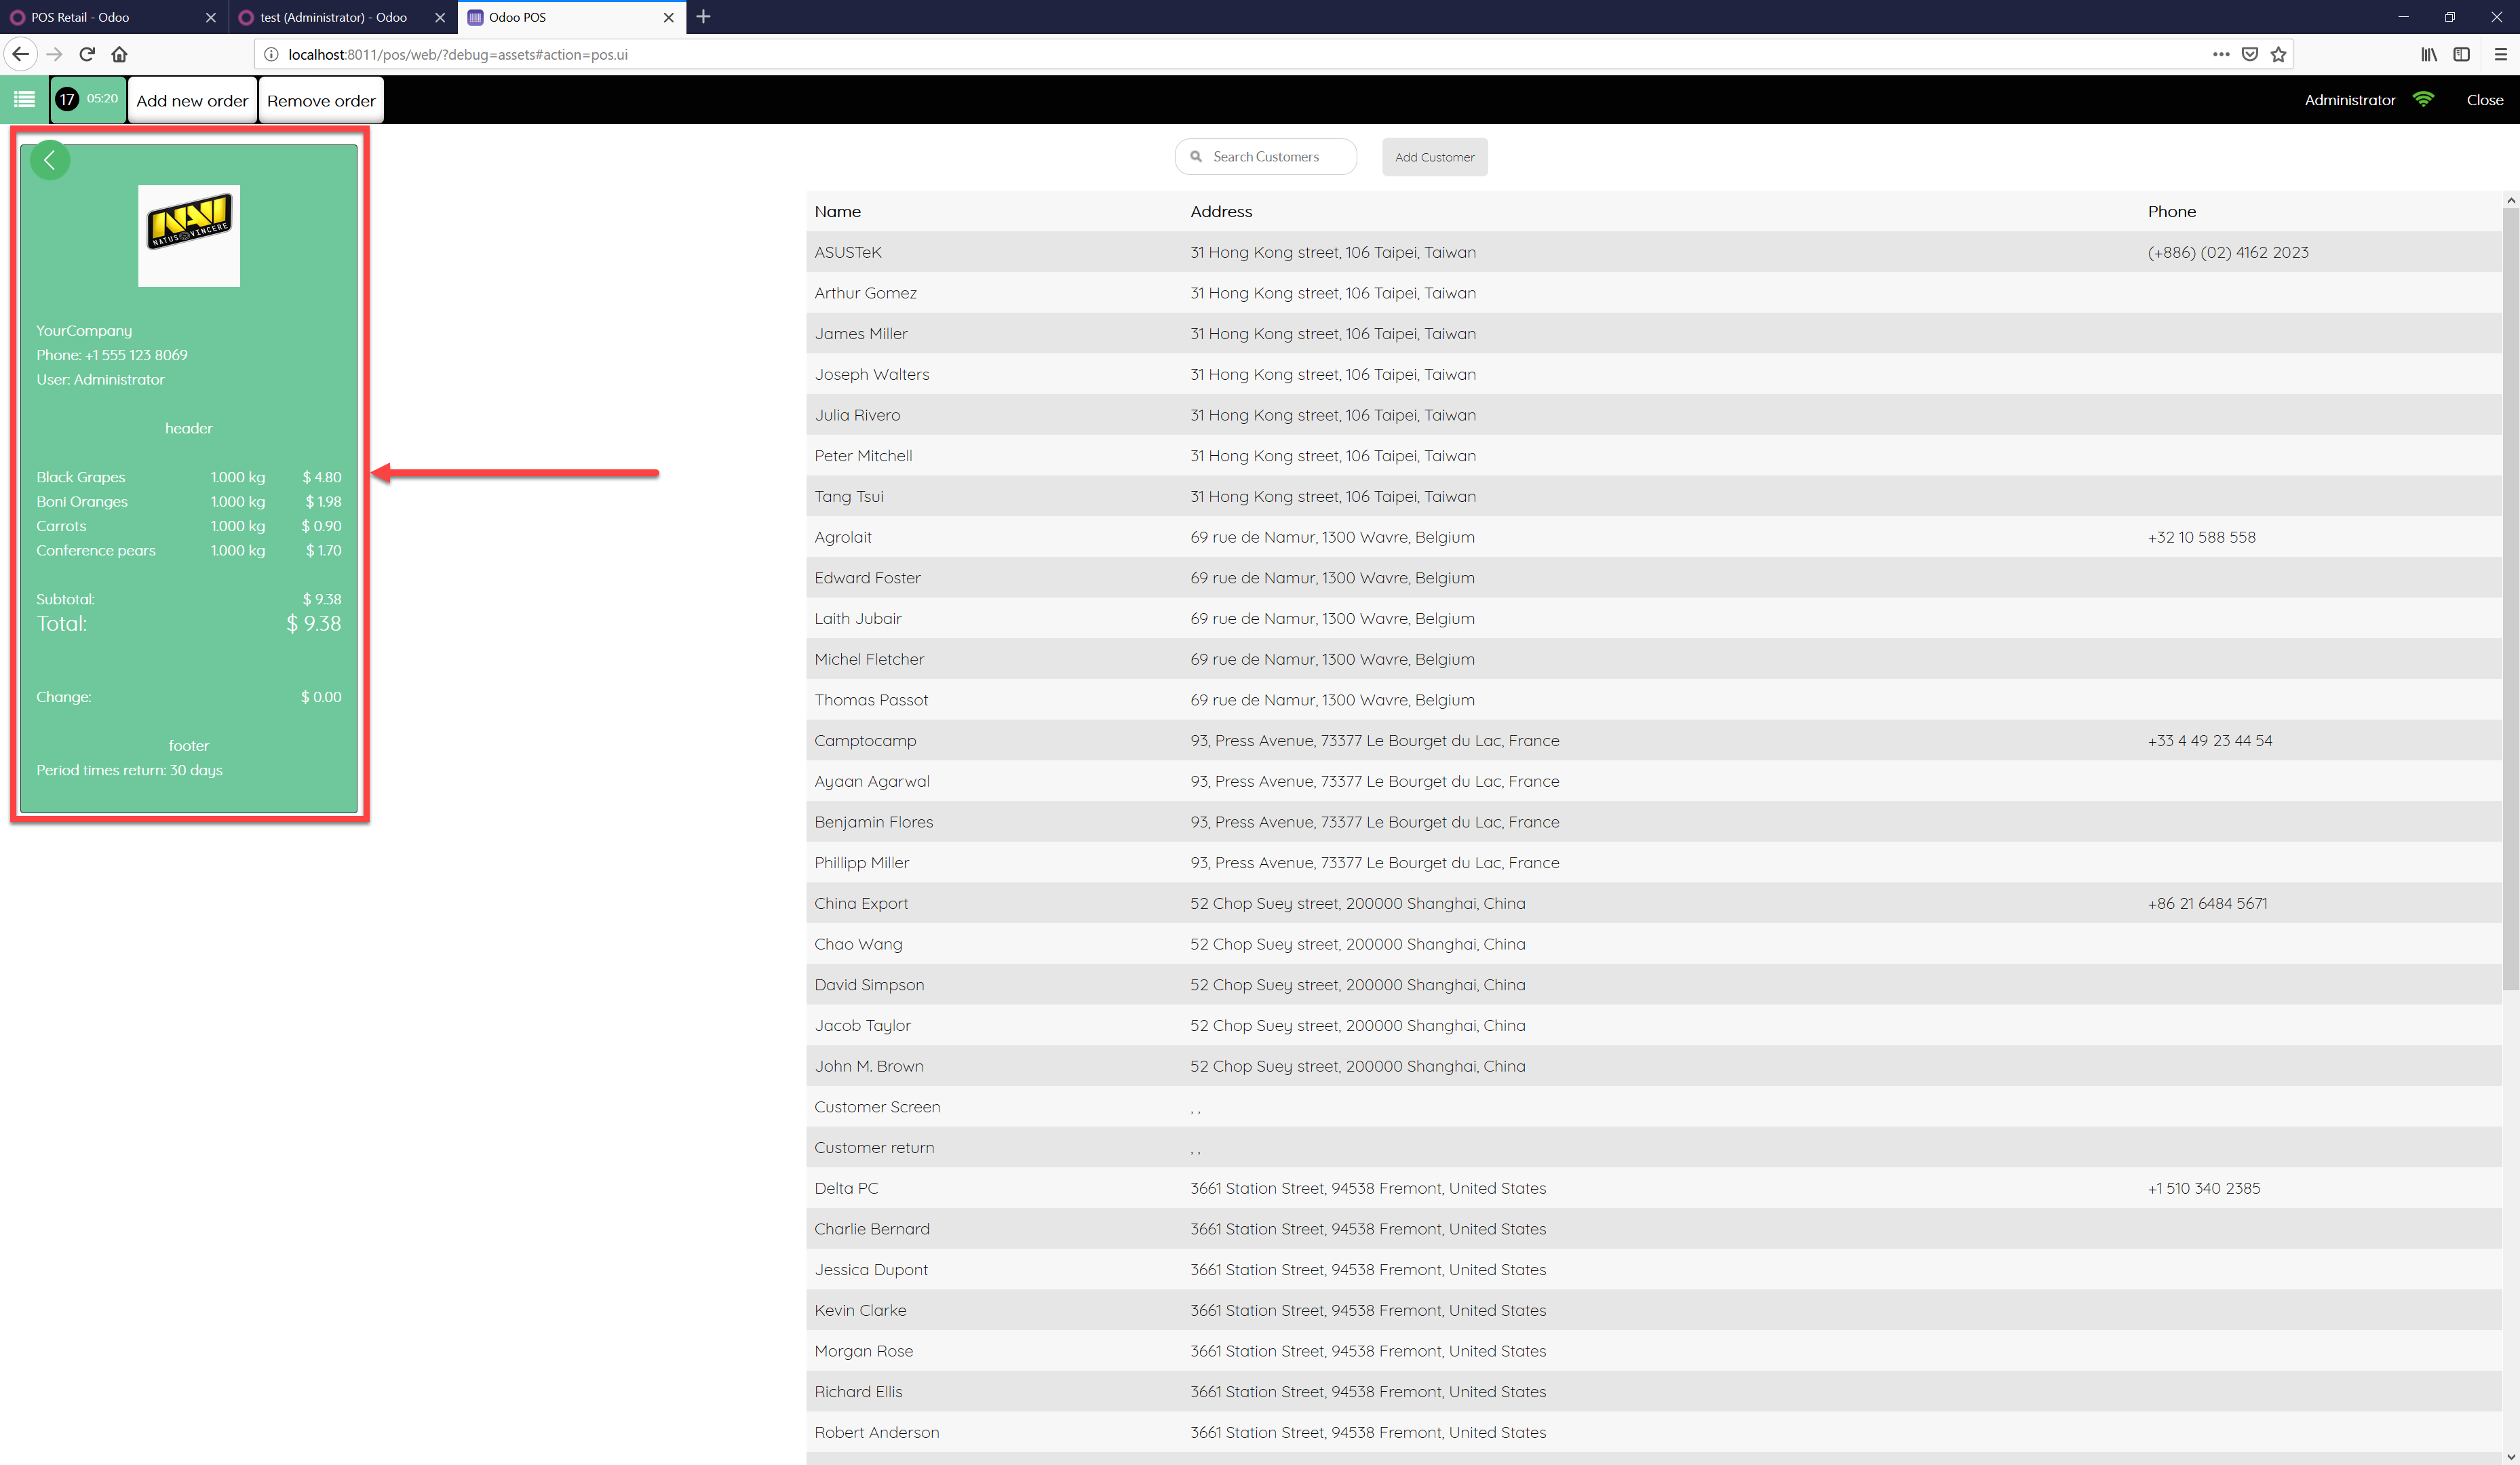 POS Retail - Odoo
test (Administrator) - Odoo
Odoo POS
localhost:8011/pos/web/?debug=assets#action=pos.ui
17 05:20 Add new order Remove order
Administrator Close
NAVI
NATUS VINCERE
YourCompany
Phone: +1 555 123 8069
User: Administrator
header
Black Grapes 1.000 kg $ 4.80
Boni Oranges 1.000 kg $ 1.98
Carrots 1.000 kg $ 0.90
Conference pears 1.000 kg $ 1.70
Subtotal: $ 9.38
Total: $ 9.38
Change: $ 0.00
footer
Period times return: 30 days
Search Customers Add Customer
Name Address Phone
ASUSTeK 31 Hong Kong street, 106 Taipei, Taiwan (+886) (02) 4162 2023
Arthur Gomez 31 Hong Kong street, 106 Taipei, Taiwan
James Miller 31 Hong Kong street, 106 Taipei, Taiwan
Joseph Walters 31 Hong Kong street, 106 Taipei, Taiwan
Julia Rivero 31 Hong Kong street, 106 Taipei, Taiwan
Peter Mitchell 31 Hong Kong street, 106 Taipei, Taiwan
Tang Tsui 31 Hong Kong street, 106 Taipei, Taiwan
Agrolait 69 rue de Namur, 1300 Wavre, Belgium +32 10 588 558
Edward Foster 69 rue de Namur, 1300 Wavre, Belgium
Laith Jubair 69 rue de Namur, 1300 Wavre, Belgium
Michel Fletcher 69 rue de Namur, 1300 Wavre, Belgium
Thomas Passot 69 rue de Namur, 1300 Wavre, Belgium
Camptocamp 93, Press Avenue, 73377 Le Bourget du Lac, France +33 4 49 23 44 54
Ayaan Agarwal 93, Press Avenue, 73377 Le Bourget du Lac, France
Benjamin Flores 93, Press Avenue, 73377 Le Bourget du Lac, France
Phillipp Miller 93, Press Avenue, 73377 Le Bourget du Lac, France
China Export 52 Chop Suey street, 200000 Shanghai, China +86 21 6484 5671
Chao Wang 52 Chop Suey street, 200000 Shanghai, China
David Simpson 52 Chop Suey street, 200000 Shanghai, China
Jacob Taylor 52 Chop Suey street, 200000 Shanghai, China
John M. Brown 52 Chop Suey street, 200000 Shanghai, China
Customer Screen , ,
Customer return , ,
Delta PC 3661 Station Street, 94538 Fremont, United States +1 510 340 2385
Charlie Bernard 3661 Station Street, 94538 Fremont, United States
Jessica Dupont 3661 Station Street, 94538 Fremont, United States
Kevin Clarke 3661 Station Street, 94538 Fremont, United States
Morgan Rose 3661 Station Street, 94538 Fremont, United States
Richard Ellis 3661 Station Street, 94538 Fremont, United States
Robert Anderson 3661 Station Street, 94538 Fremont, United States